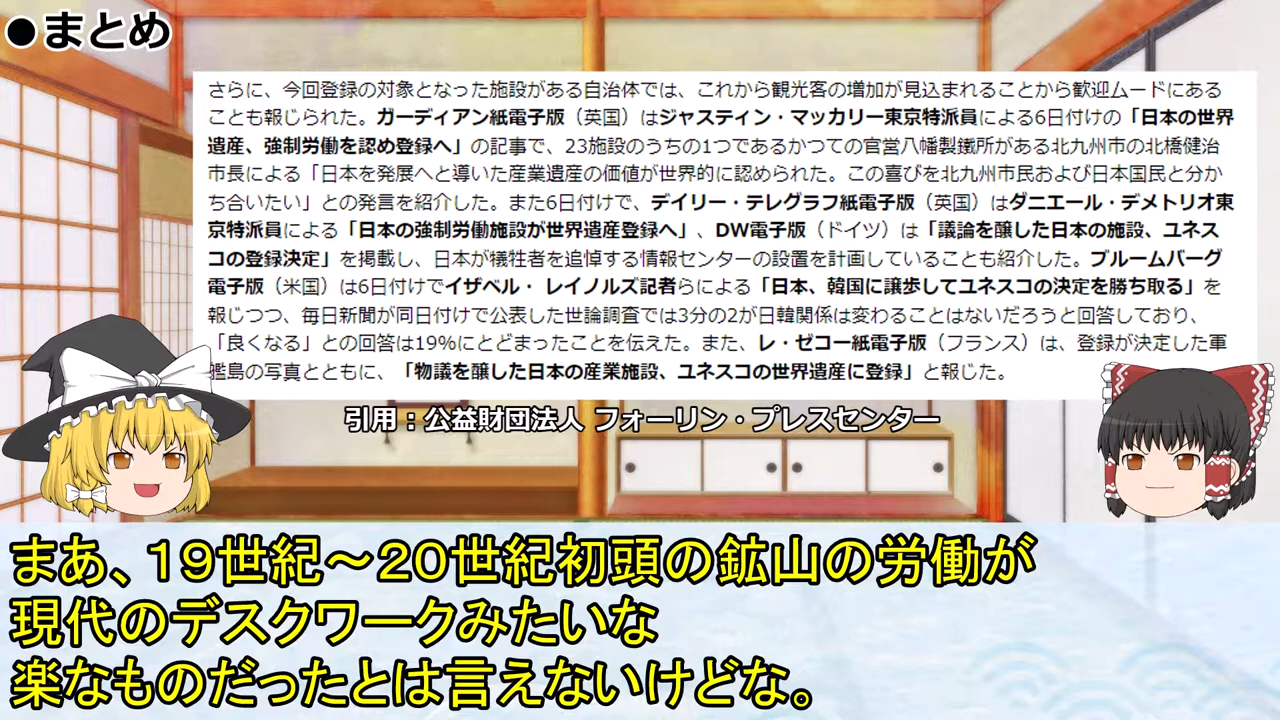 ●まとめ
さらに、今回登録の対象となった施設がある自治体では、これから観光客の増加が見込まれることから歓迎ムードにある
ことも報じられた。ガーディアン紙電子版（英国）はジャスティン・マッカリー東京特派員による6日付けの「日本の世界
遺産、強制労働を認め登録へ」の記事で、23施設のうちの1つであるかつての官営八幡製鐵所がある北九州市の北橋健治
市長による「日本を発展へと導いた産業遺産の価値が世界的に認められた。この喜びを北九州市民および日本国民と分か
ち合いたい」との発言を紹介した。また6日付けで、デイリー・テレグラフ紙電子版（英国）はダニエール・デメトリオ東
京特派員による「日本の強制労働施設が世界遺産登録へ」、DW電子版（ドイツ）は「議論を醸した日本の施設、ユネス
コの登録決定」を掲載し、日本が犠牲者を追悼する情報センターの設置を計画していることも紹介した。ブルームバーグ
電子版（米国）は6日付けでイザベル・ レイノルズ記者らによる「日本、韓国に譲歩してユネスコの決定を勝ち取る」を
報じつつ、毎日新聞が同日付けで公表した世論調査では3分の2が日韓関係は変わることはないだろうと回答しており、
「良くなる」との回答は19%にとどまったことを伝えた。また、レ・ゼコー紙電子版（フランス）は、登録が決定した軍
艦島の写真とともに、「物議を醸した日本の産業施設、ユネスコの世界遺産に登録」と報じた。
引用：公益財団法人 フォーリン・プレスセンター
まあ、１９世紀～２０世紀初頭の鉱山の労働が
現代のデスクワークみたいな
楽なものだったとは言えないけどな。